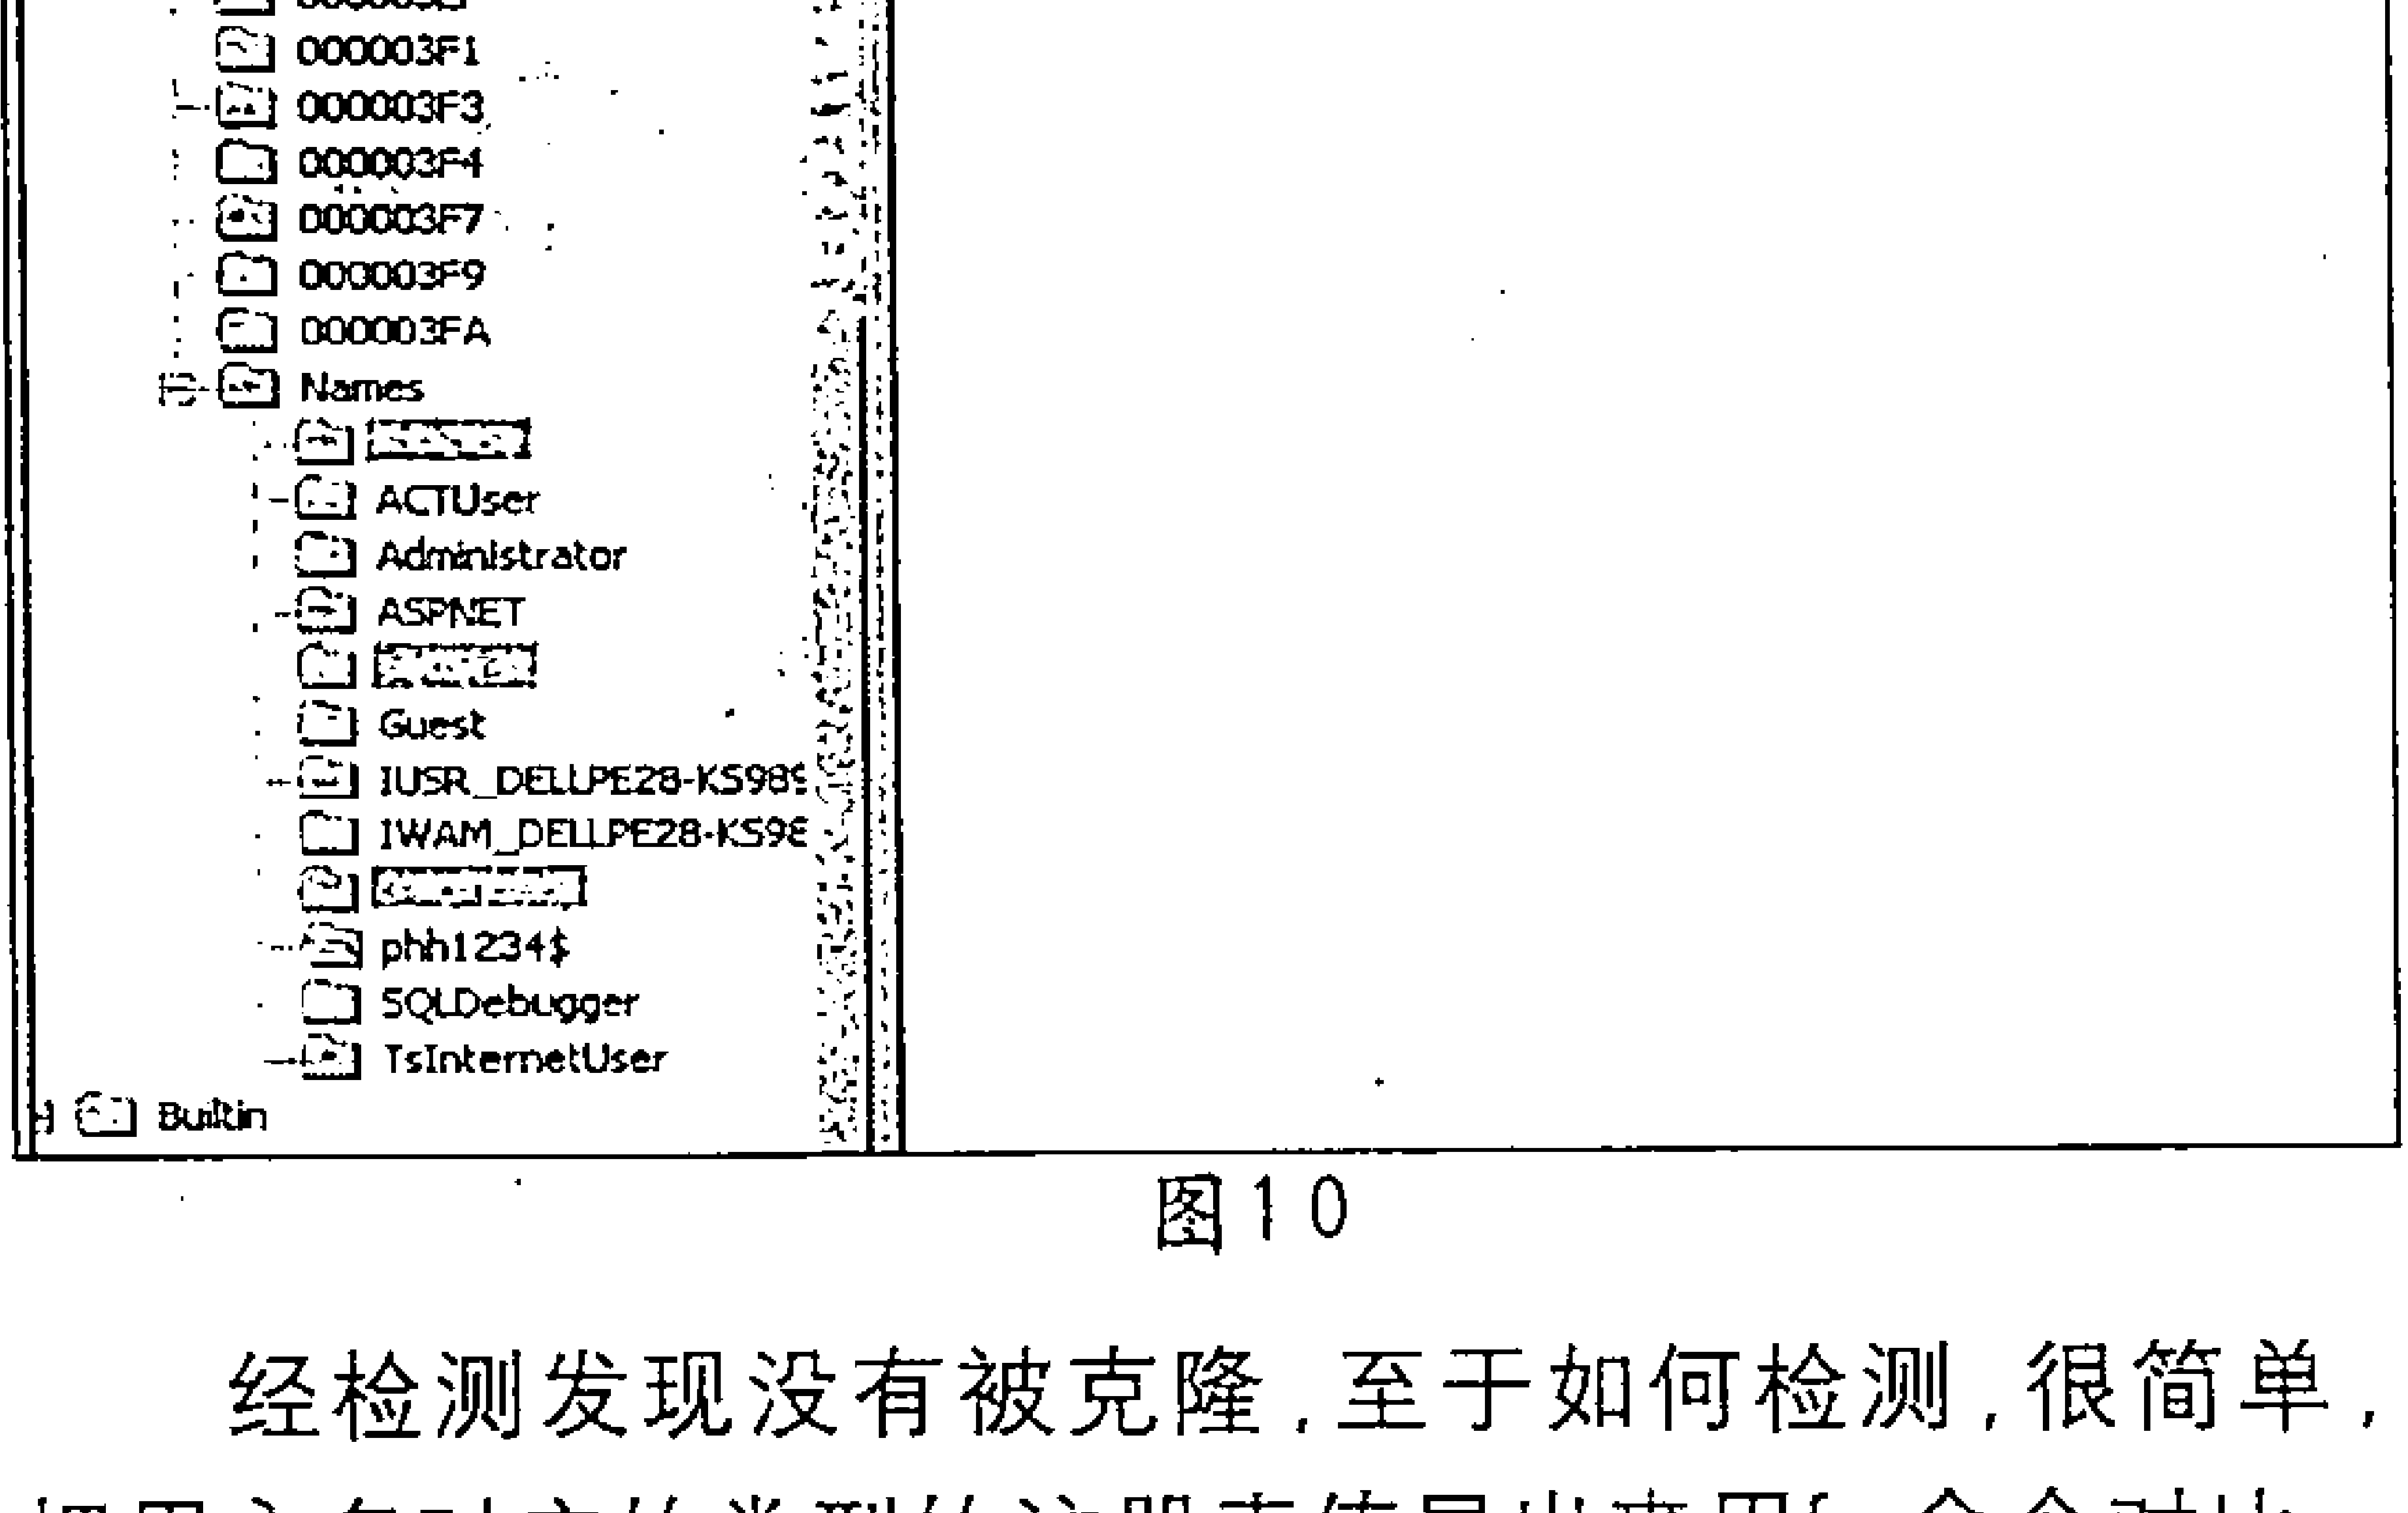 000003F1
000003F3
000003F4
000003F7
000003F9
000003FA
Names
ACTUser
Administrator
ASPNET
Guest
IUSR_DELLPE28-KS989
IWAM_DELLPE28-KS98
phh1234$
SQLDebugger
TsInternetUser
Builtin
图10
经检测发现没有被克隆,至于如何检测,很简单,